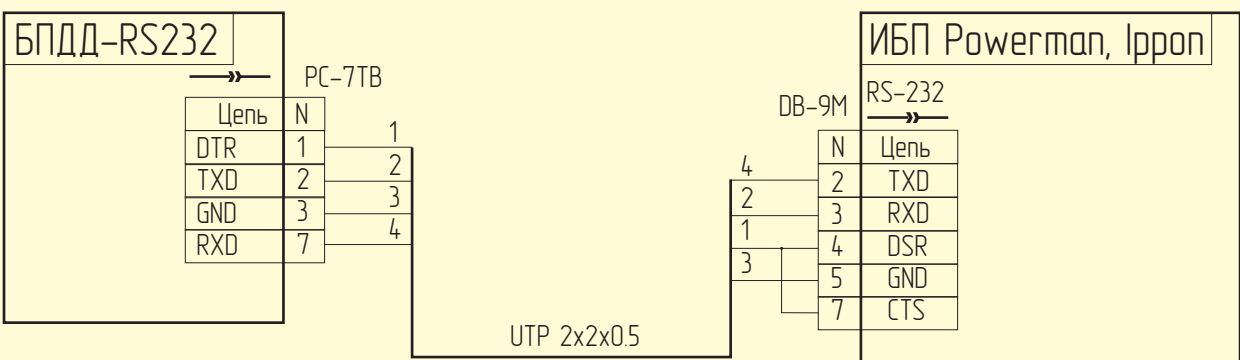 БПДД-RS232
РС-7ТВ
Цепь N
DTR 1
TXD 2
GND 3
RXD 7
1
2
3
4
UTP 2x2x0.5
ИБП Powerman, Ippon
DB-9M
RS-232
N Цепь
4
2 TXD
2
3 RXD
1
4 DSR
3
5 GND
7 CTS